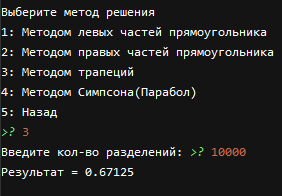 Выберите метод решения
1: Методом левых частей прямоугольника
2: Методом правых частей прямоугольника
3: Методом трапеций
4: Методом Симпсона(Парабол)
5: Назад
>? 3
Введите кол-во разделений: >? 10000
Результат = 0.67125